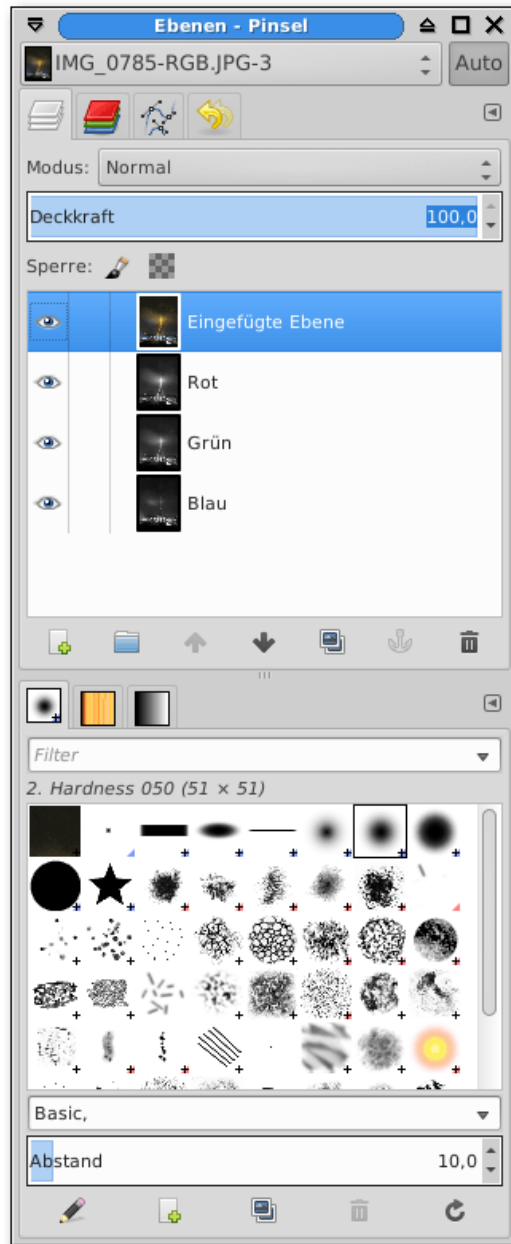 Ebenen - Pinsel
IMG_0785-RGB.JPG-3
Auto
Modus: Normal
Deckkraft 100,0
Sperre:
Eingefügte Ebene
Rot
Grün
Blau
Filter
2. Hardness 050 (51 × 51)
Basic,
Abstand 10,0